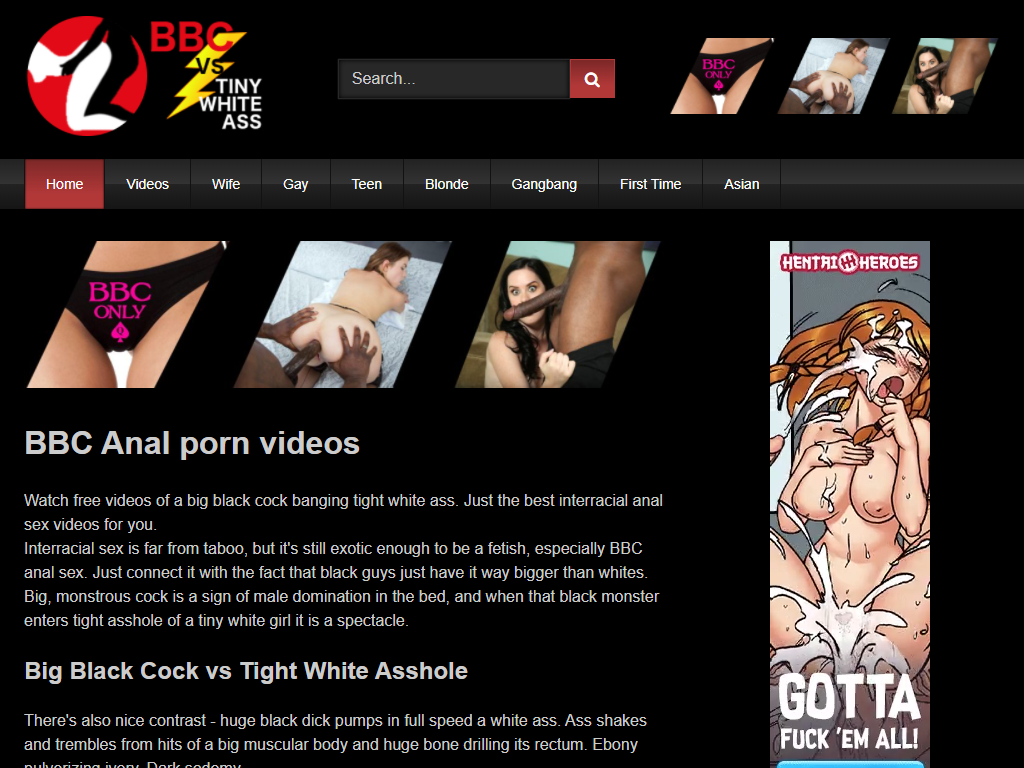 BBC
VS
TINY
WHITE
ASS
Search...
BBC
ONLY
Home Videos Wife Gay Teen Blonde Gangbang First Time Asian
BBC
ONLY
HENTAI HEROES
BBC Anal porn videos
Watch free videos of a big black cock banging tight white ass. Just the best interracial anal
sex videos for you.
Interracial sex is far from taboo, but it's still exotic enough to be a fetish, especially BBC
anal sex. Just connect it with the fact that black guys just have it way bigger than whites.
Big, monstrous cock is a sign of male domination in the bed, and when that black monster
enters tight asshole of a tiny white girl it is a spectacle.
Big Black Cock vs Tight White Asshole
There's also nice contrast - huge black dick pumps in full speed a white ass. Ass shakes
and trembles from hits of a big muscular body and huge bone drilling its rectum. Ebony
pulverizing ivory. Dark sodomy.
GOTTA
FUCK 'EM ALL!